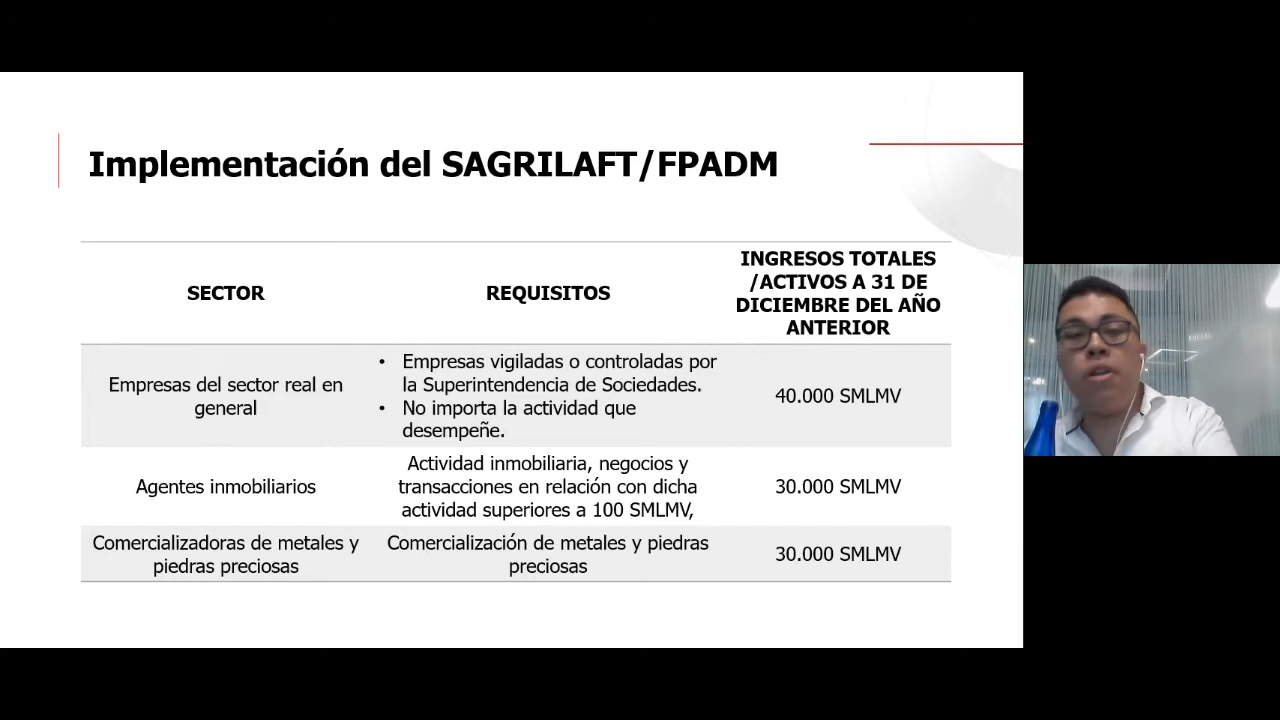 Implementación del SAGRILAFT/FPADM
SECTOR
REQUISITOS
INGRESOS TOTALES
/ACTIVOS A 31 DE
DICIEMBRE DEL AÑO
ANTERIOR
Empresas del sector real en
general
• Empresas vigiladas o controladas por
la Superintendencia de Sociedades.
• No importa la actividad que
desempeñe.
40.000 SMLMV
Agentes inmobiliarios
Actividad inmobiliaria, negocios y
transacciones en relación con dicha
actividad superiores a 100 SMLMV,
30.000 SMLMV
Comercializadoras de metales y
piedras preciosas
Comercialización de metales y piedras
preciosas
30.000 SMLMV